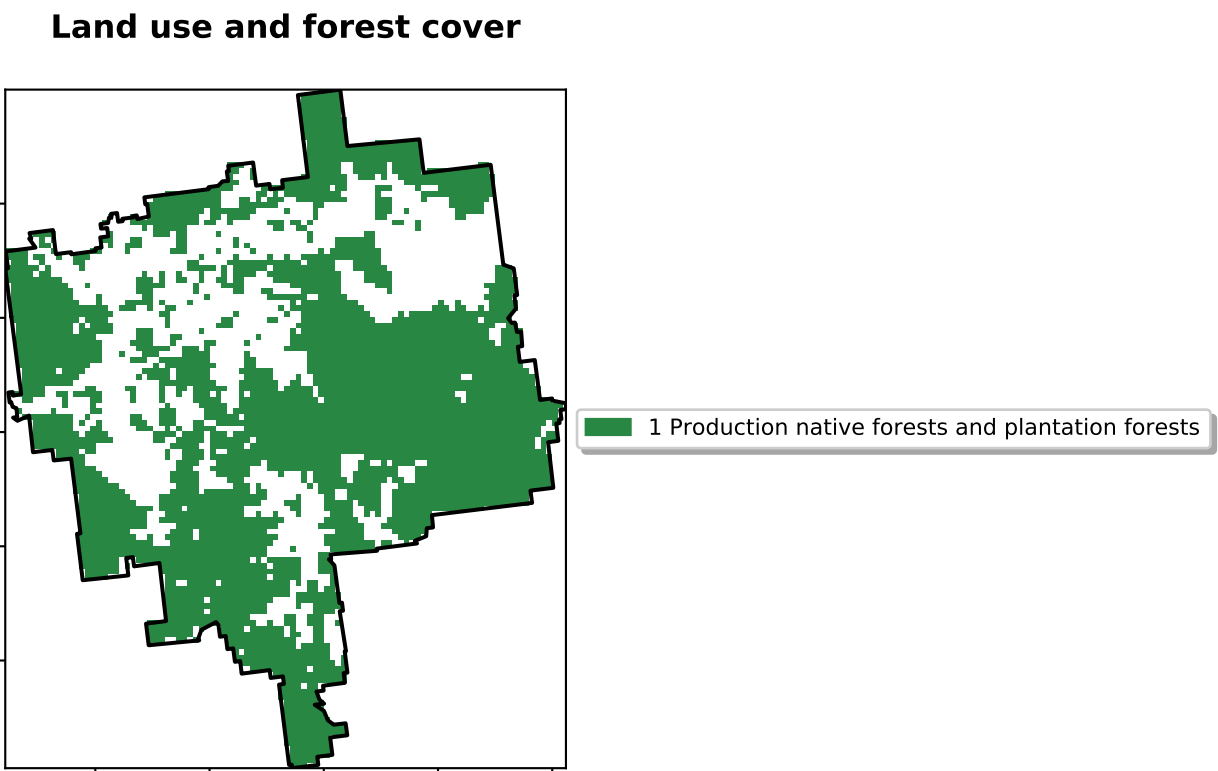 Land use and forest cover
1 Production native forests and plantation forests